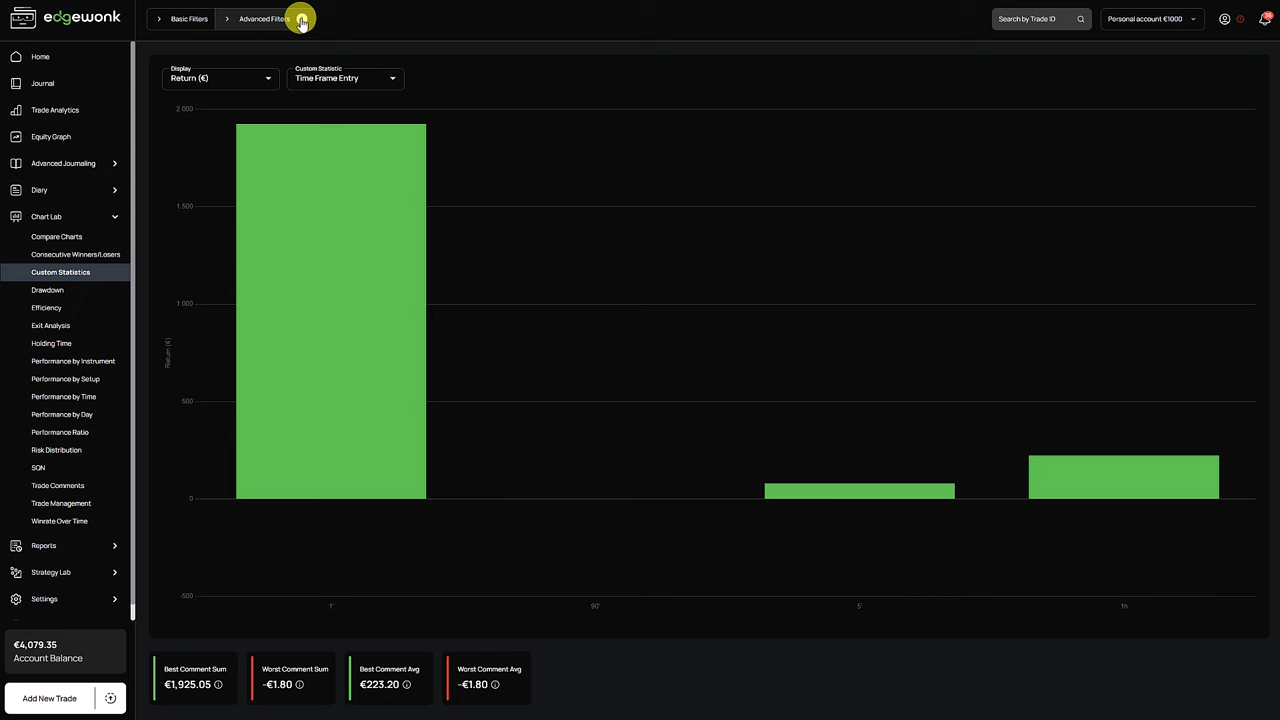 edgewonk
Basic Filters
Advanced Filters
Search by Trade ID
Personal account €1000
Home
Journal
Trade Analytics
Equity Graph
Advanced Journaling
Diary
Chart Lab
Compare Charts
Consecutive Winners/Losers
Custom Statistics
Drawdown
Efficiency
Exit Analysis
Holding Time
Performance by Instrument
Performance by Setup
Performance by Time
Performance by Day
Performance Ratio
Risk Distribution
SQN
Trade Comments
Trade Management
Winrate Over Time
Reports
Strategy Lab
Settings
€4,079.35
Account Balance
Add New Trade
Display
Return (€)
Custom Statistic
Time Frame Entry
2 000
1 500
1 000
500
0
-500
Return (€)
1'
90'
5'
1h
Best Comment Sum
€1,925.05
Worst Comment Sum
-€1.80
Best Comment Avg
€223.20
Worst Comment Avg
-€1.80